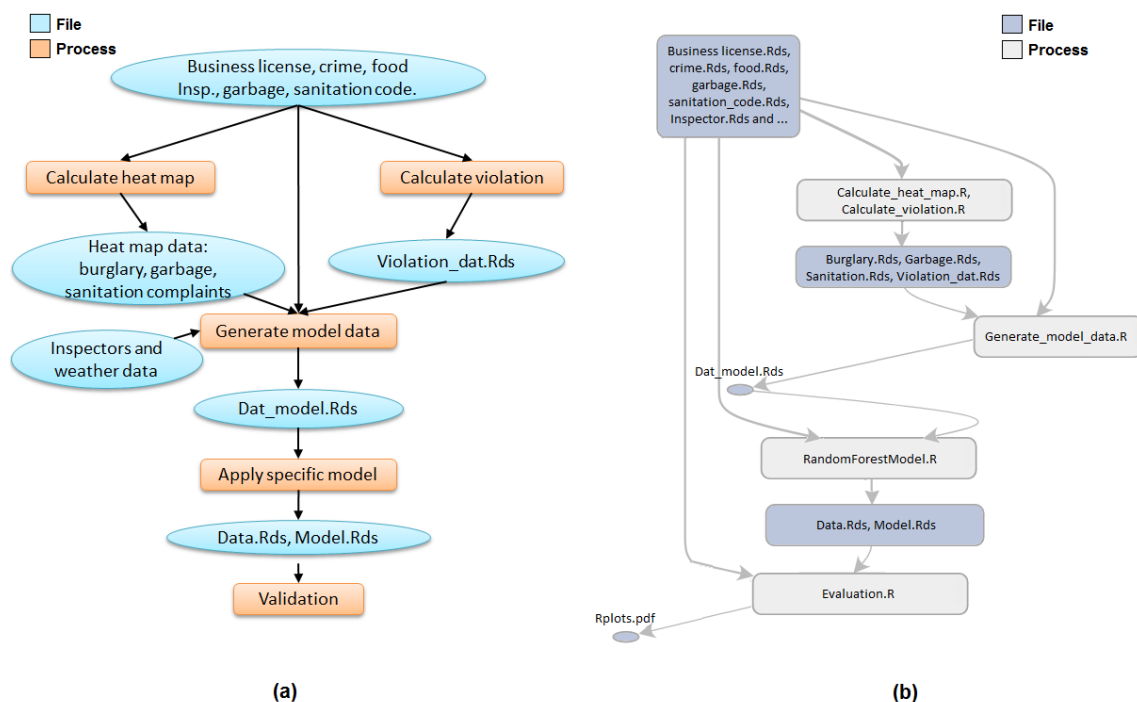 File
Process
Business license, crime, food
Insp., garbage, sanitation code.
Calculate heat map
Calculate violation
Heat map data:
burglary, garbage,
sanitation complaints
Violation_dat.Rds
Generate model data
Inspectors and
weather data
Dat_model.Rds
Apply specific model
Data.Rds, Model.Rds
Validation
(a)
File
Process
Business license.Rds,
crime.Rds, food.Rds,
garbage.Rds,
sanitation_code.Rds,
Inspector.Rds and ...
Calculate_heat_map.R,
Calculate_violation.R
Burglary.Rds, Garbage.Rds,
Sanitation.Rds, Violation_dat.Rds
Generate_model_data.R
Dat_model.Rds
RandomForestModel.R
Data.Rds, Model.Rds
Evaluation.R
Rplots.pdf
(b)